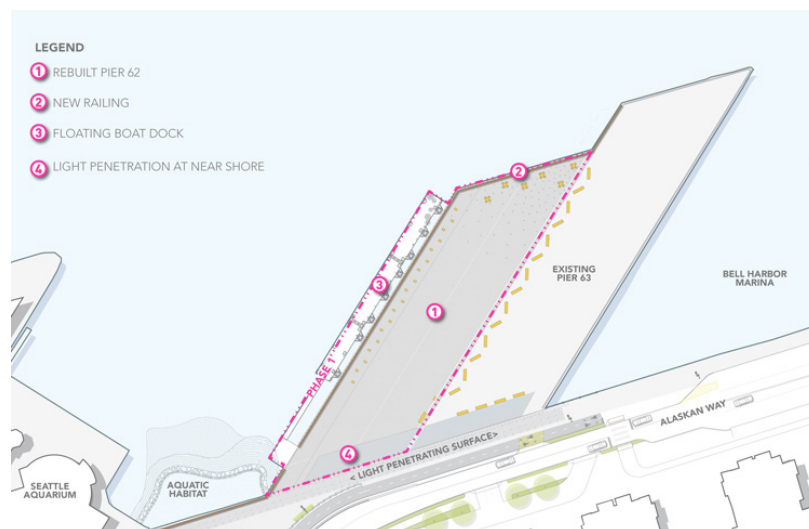 LEGEND
1 REBUILT PIER 62
2 NEW RAILING
3 FLOATING BOAT DOCK
4 LIGHT PENETRATION AT NEAR SHORE
2
3
EXISTING
PIER 63
BELL HARBOR
MARINA
1
PHASE 1
ALASKAN WAY
< LIGHT PENETRATING SURFACE>
4
SEATTLE
AQUARIUM
AQUATIC
HABITAT